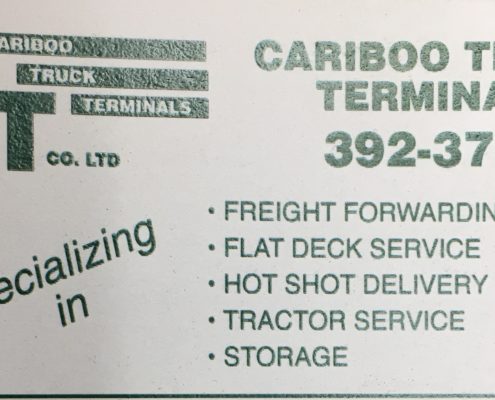 ARIBOO
TRUCK
TERMINALS
T
CO. LTD
CARIBOO T
TERMINA
392-37
Specializing
in
• FREIGHT FORWARDIN
• FLAT DECK SERVICE
• HOT SHOT DELIVERY
• TRACTOR SERVICE
• STORAGE